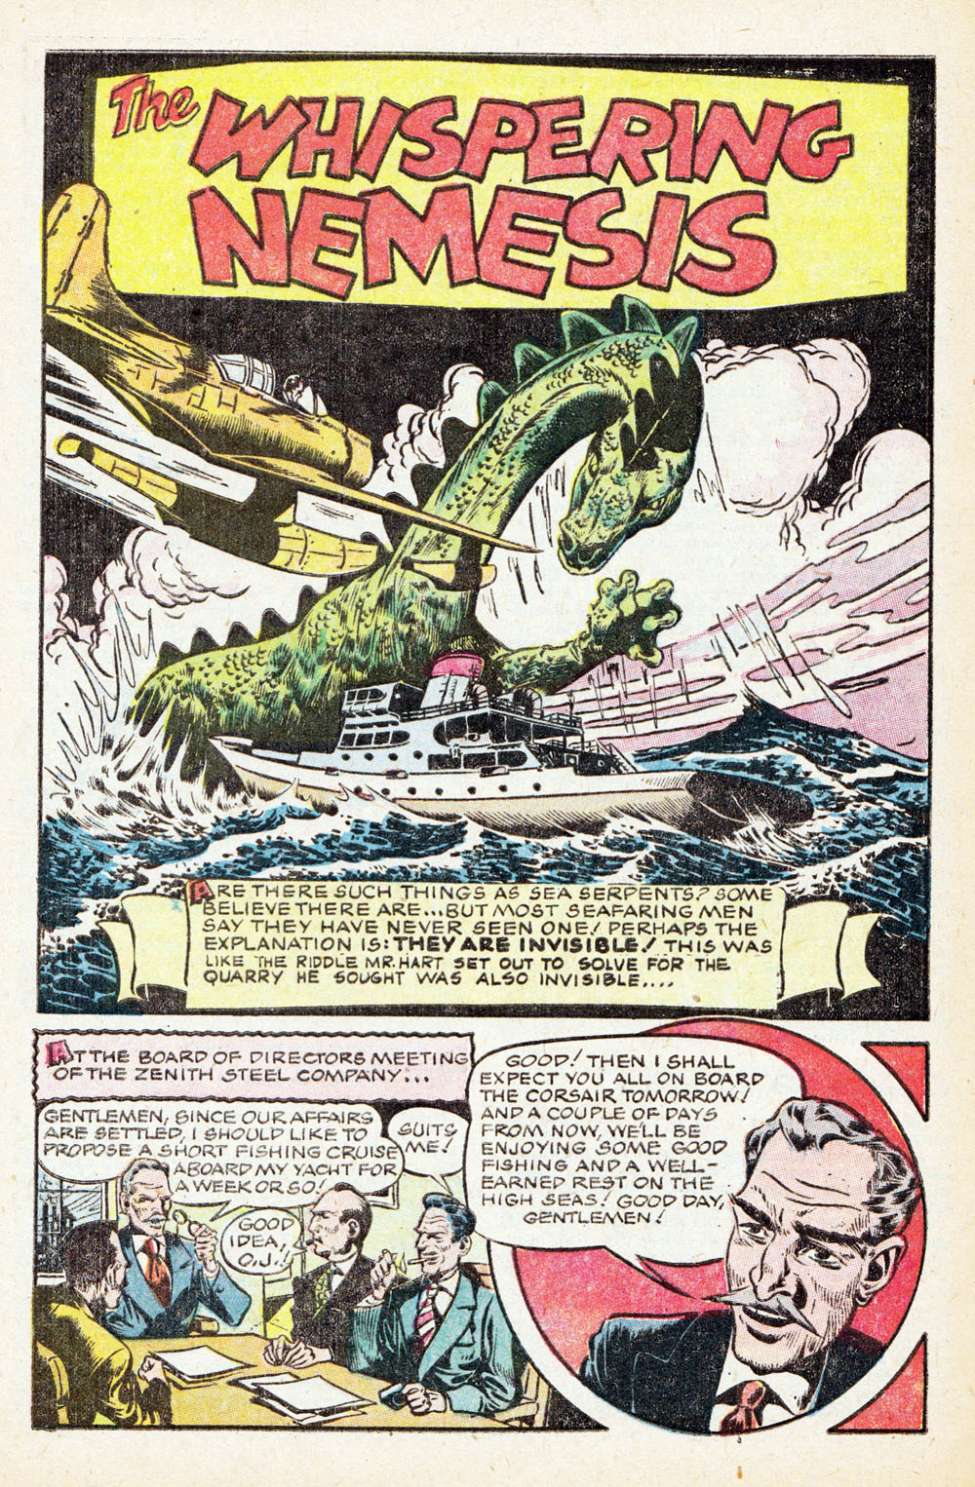 The
WHISPERING
NEMESIS
ARE THERE SUCH THINGS AS SEA SERPENTS? SOME
BELIEVE THERE ARE...BUT MOST SEAFARING MEN
SAY THEY HAVE NEVER SEEN ONE! PERHAPS THE
EXPLANATION IS: THEY ARE INVISIBLE! THIS WAS
LIKE THE RIDDLE MR. HART SET OUT TO SOLVE FOR THE
QUARRY HE SOUGHT WAS ALSO INVISIBLE....
AT THE BOARD OF DIRECTORS MEETING
OF THE ZENITH STEEL COMPANY...
GENTLEMEN, SINCE OUR AFFAIRS
ARE SETTLED, I SHOULD LIKE TO
PROPOSE A SHORT FISHING CRUISE
ABOARD MY YACHT FOR
A WEEK OR SO!
GOOD
IDEA,
O.J.!
SUITS
ME!
GOOD! THEN I SHALL
EXPECT YOU ALL ON BOARD
THE CORSAIR TOMORROW!
AND A COUPLE OF DAYS
FROM NOW, WE'LL BE
ENJOYING SOME GOOD
FISHING AND A WELL-
EARNED REST ON THE
HIGH SEAS! GOOD DAY,
GENTLEMEN!